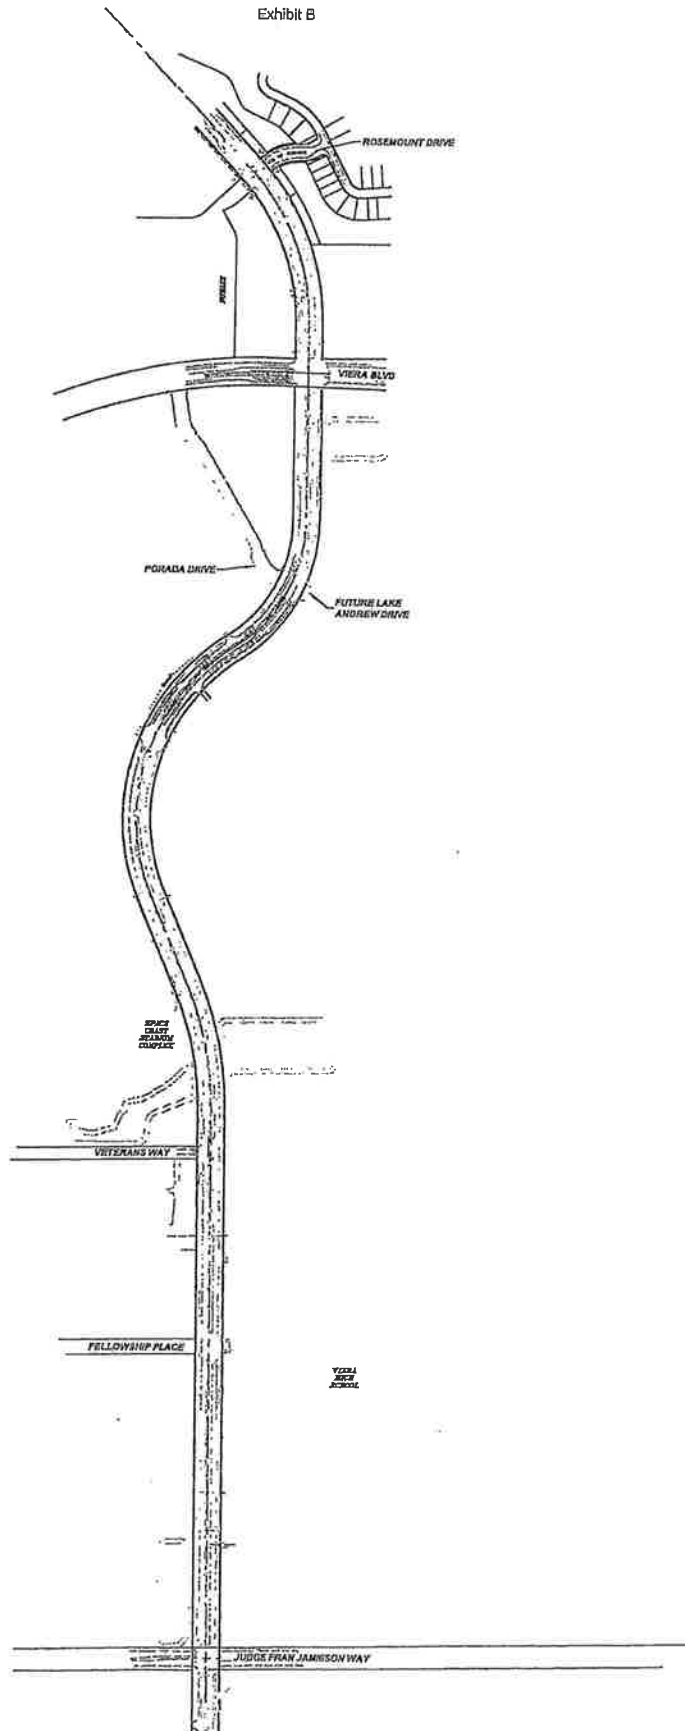 Exhibit B
ROSEMOUNT DRIVE
VIERA BLVD
PORADA DRIVE
FUTURE LAKE
ANDREW DRIVE
SPACE
COAST
STADIUM
COMPLEX
VETERANS WAY
FELLOWSHIP PLACE
VIERA
HIGH
SCHOOL
JUDGE FRAN JAMIESON WAY